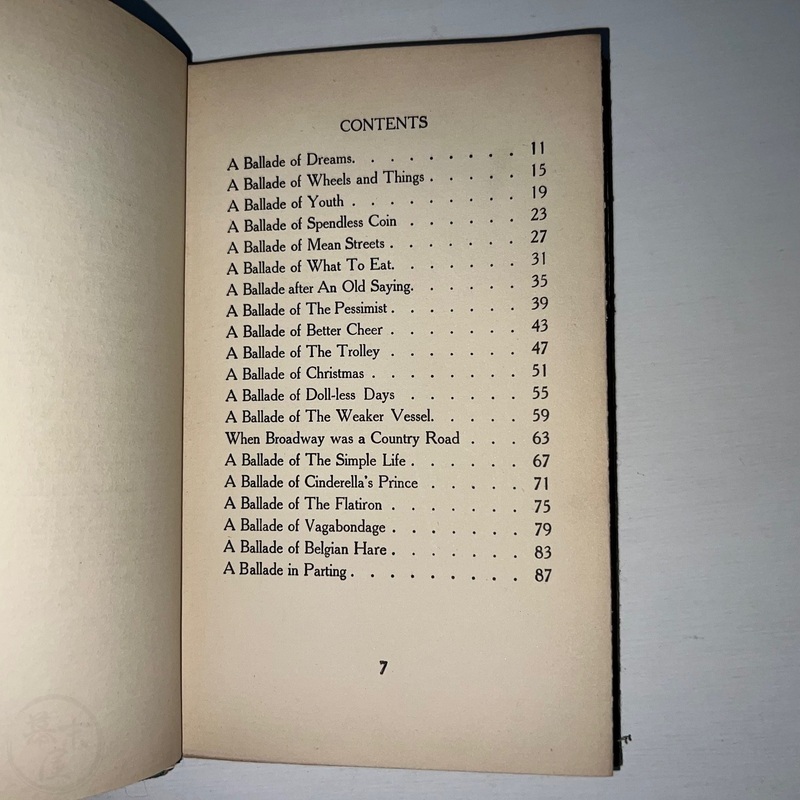 CONTENTS
A Ballade of Dreams. . . . . . . . . 11
A Ballade of Wheels and Things . . . . . 15
A Ballade of Youth . . . . . . . . . 19
A Ballade of Spendless Coin . . . . . . 23
A Ballade of Mean Streets . . . . . . . 27
A Ballade of What To Eat. . . . . . . 31
A Ballade after An Old Saying. . . . . . 35
A Ballade of The Pessimist . . . . . . . 39
A Ballade of Better Cheer . . . . . . . 43
A Ballade of The Trolley . . . . . . . 47
A Ballade of Christmas . . . . . . . . 51
A Ballade of Doll-less Days . . . . . . 55
A Ballade of The Weaker Vessel. . . . . 59
When Broadway was a Country Road . . . 63
A Ballade of The Simple Life . . . . . . 67
A Ballade of Cinderella's Prince . . . . . 71
A Ballade of The Flatiron . . . . . . . 75
A Ballade of Vagabondage . . . . . . . 79
A Ballade of Belgian Hare . . . . . . . 83
A Ballade in Parting . . . . . . . . . 87
7